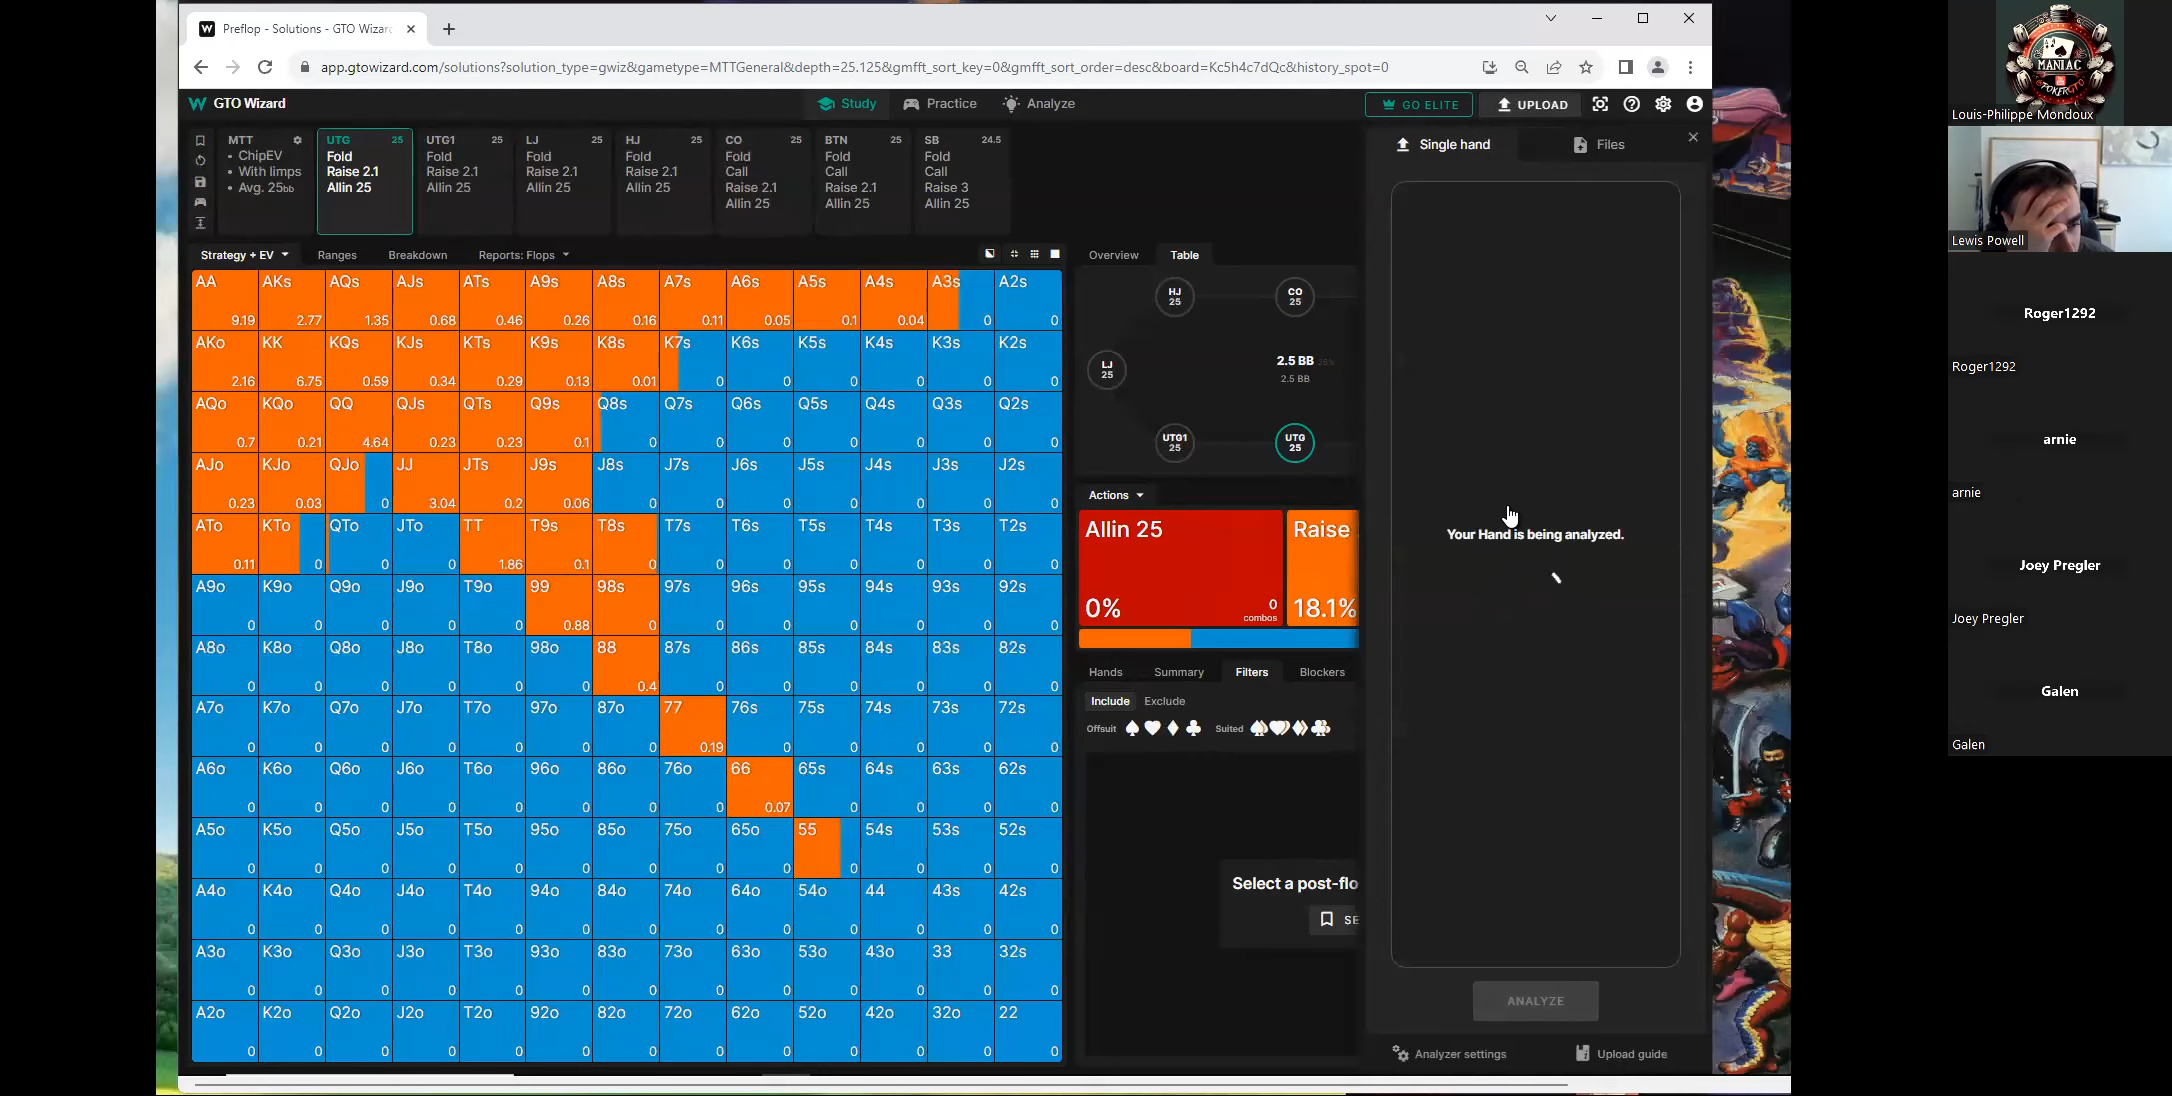 Preflop - Solutions - GTO Wizard
app.gtowizard.com/solutions?solution_type=gwiz&gametype=MTTGeneral&depth=25.125&gmfft_sort_key=0&gmfft_sort_order=desc&board=Kc5h4c7dQc&history_spot=0
GTO Wizard
Study
Practice
Analyze
GO ELITE
UPLOAD
MTT
ChipEV
With limps
Avg. 25bb
UTG 25
Fold
Raise 2.1
Allin 25
UTG1 25
Fold
Raise 2.1
Allin 25
LJ 25
Fold
Raise 2.1
Allin 25
HJ 25
Fold
Raise 2.1
Allin 25
CO 25
Fold
Call
Raise 2.1
Allin 25
BTN 25
Fold
Call
Raise 2.1
Allin 25
SB 24.5
Fold
Call
Raise 3
Allin 25
Strategy + EV Ranges Breakdown Reports: Flops
AA AKs AQs AJs ATs A9s A8s A7s A6s A5s A4s A3s A2s
9.19 2.77 1.35 0.68 0.46 0.26 0.16 0.11 0.05 0.1 0.04 0 0
AKo KK KQs KJs KTs K9s K8s K7s K6s K5s K4s K3s K2s
2.16 6.75 0.59 0.34 0.29 0.13 0.01 0 0 0 0 0 0
AQo KQo QQ QJs QTs Q9s Q8s Q7s Q6s Q5s Q4s Q3s Q2s
0.7 0.21 4.64 0.23 0.23 0.1 0 0 0 0 0 0 0
AJo KJo QJo JJ JTs J9s J8s J7s J6s J5s J4s J3s J2s
0.23 0.03 0 3.04 0.2 0.06 0 0 0 0 0 0 0
ATo KTo QTo JTo TT T9s T8s T7s T6s T5s T4s T3s T2s
0.11 0 0 0 1.86 0.1 0 0 0 0 0 0 0
A9o K9o Q9o J9o T9o 99 98s 97s 96s 95s 94s 93s 92s
0 0 0 0 0 0.88 0 0 0 0 0 0 0
A8o K8o Q8o J8o T8o 98o 88 87s 86s 85s 84s 83s 82s
0 0 0 0 0 0 0.4 0 0 0 0 0 0
A7o K7o Q7o J7o T7o 97o 87o 77 76s 75s 74s 73s 72s
0 0 0 0 0 0 0 0.19 0 0 0 0 0
A6o K6o Q6o J6o T6o 96o 86o 76o 66 65s 64s 63s 62s
0 0 0 0 0 0 0 0 0.07 0 0 0 0
A5o K5o Q5o J5o T5o 95o 85o 75o 65o 55 54s 53s 52s
0 0 0 0 0 0 0 0 0 0 0 0 0
A4o K4o Q4o J4o T4o 94o 84o 74o 64o 54o 44 43s 42s
0 0 0 0 0 0 0 0 0 0 0 0 0
A3o K3o Q3o J3o T3o 93o 83o 73o 63o 53o 43o 33 32s
0 0 0 0 0 0 0 0 0 0 0 0 0
A2o K2o Q2o J2o T2o 92o 82o 72o 62o 52o 42o 32o 22
0 0 0 0 0 0 0 0 0 0 0 0 0
Overview Table
HJ
25
CO
25
LJ
25
2.5 BB 26%
2.5 BB
UTG1
25
UTG
25
Actions
Allin 25
0%
0
combos
Raise
18.1%
Hands Summary Filters Blockers
Include Exclude
Offsuit
Suited
Select a post-flo
SE
Single hand
Files
Your Hand is being analyzed.
ANALYZE
Analyzer settings
Upload guide
MANIAC
POKERGTO
Louis-Philippe Mondoux
Lewis Powell
Roger1292
Roger1292
arnie
arnie
Joey Pregler
Joey Pregler
Galen
Galen